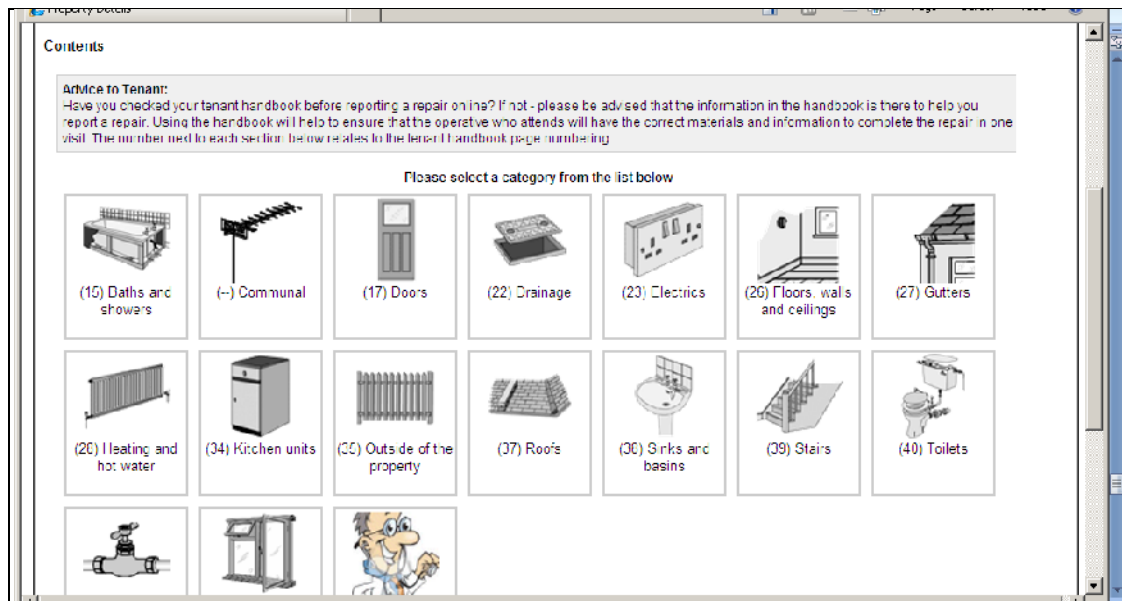 Property Details
Contents
Advice to Tenant:
Have you checked your tenant handbook before reporting a repair online? If not - please be advised that the information in the handbook is there to help you
report a repair. Using the handbook will help to ensure that the operative who attends will have the correct materials and information to complete the repair in one
visit. The number next to each section below relates to the tenant handbook page numbering
Please select a category from the list below
(15) Baths and showers
(--) Communal
(17) Doors
(22) Drainage
(23) Electrics
(26) Floors, walls and ceilings
(27) Gutters
(28) Heating and hot water
(34) Kitchen units
(35) Outside of the property
(37) Roofs
(38) Sinks and basins
(39) Stairs
(40) Toilets